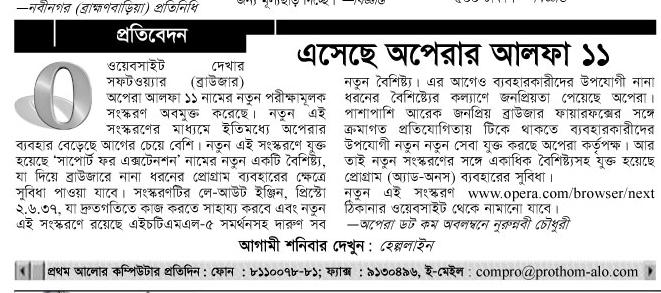 —নবীনগর (ব্রাহ্মণবাড়িয়া) প্রতিনিধি
প্রতিবেদন
এসেছে অপেরার আলফা ১১
ওয়েবসাইট দেখার
সফটওয়্যার (ব্রাউজার)
অপেরা আলফা ১১ নামের নতুন পরীক্ষামূলক
সংস্করণ অবমুক্ত করেছে। নতুন এই
সংস্করণের মাধ্যমে ইতিমধ্যে অপেরার
ব্যবহার বেড়েছে আগের চেয়ে বেশি। নতুন এই সংস্করণে যুক্ত
হয়েছে ‘সাপোর্ট ফর এক্সটেনশন’ নামের নতুন একটি বৈশিষ্ট্য,
যা দিয়ে ব্রাউজারে নানা ধরনের প্রোগ্রাম ব্যবহারের ক্ষেত্রে
সুবিধা পাওয়া যাবে। সংস্করণটির লে-আউট ইঞ্জিন, প্রিস্টো
২.৬.৩৭, যা দ্রুতগতিতে কাজ করতে সাহায্য করবে এবং নতুন
এই সংস্করণে রয়েছে এইচটিএমএল-৫ সমর্থনসহ দারুণ সব
নতুন বৈশিষ্ট্য। এর আগেও ব্যবহারকারীদের উপযোগী নানা
ধরনের বৈশিষ্ট্যের কল্যাণে জনপ্রিয়তা পেয়েছে অপেরা।
পাশাপাশি আরেক জনপ্রিয় ব্রাউজার ফায়ারফক্সের সঙ্গে
ক্রমাগত প্রতিযোগিতায় টিকে থাকতে ব্যবহারকারীদের
উপযোগী নতুন নতুন সেবা যুক্ত করছে অপেরা কর্তৃপক্ষ। আর
তাই নতুন সংস্করণের সঙ্গে একাধিক বৈশিষ্ট্যসহ যুক্ত হয়েছে
প্রোগ্রাম (অ্যাড-অনস) ব্যবহারের সুবিধা।
নতুন এই সংস্করণ www.opera.com/browser/next
ঠিকানার ওয়েবসাইট থেকে নামানো যাবে।
—অপেরা ডট কম অবলম্বনে নুরুন্নবী চৌধুরী
আগামী শনিবার দেখুন : হেল্পলাইন
প্রথম আলোর কম্পিউটার প্রতিদিন : ফোন : ৮১১০০৭৮-৮১; ফ্যাক্স : ৯১৩০৪৯৬, ই-মেইল : compro@prothom-alo.com